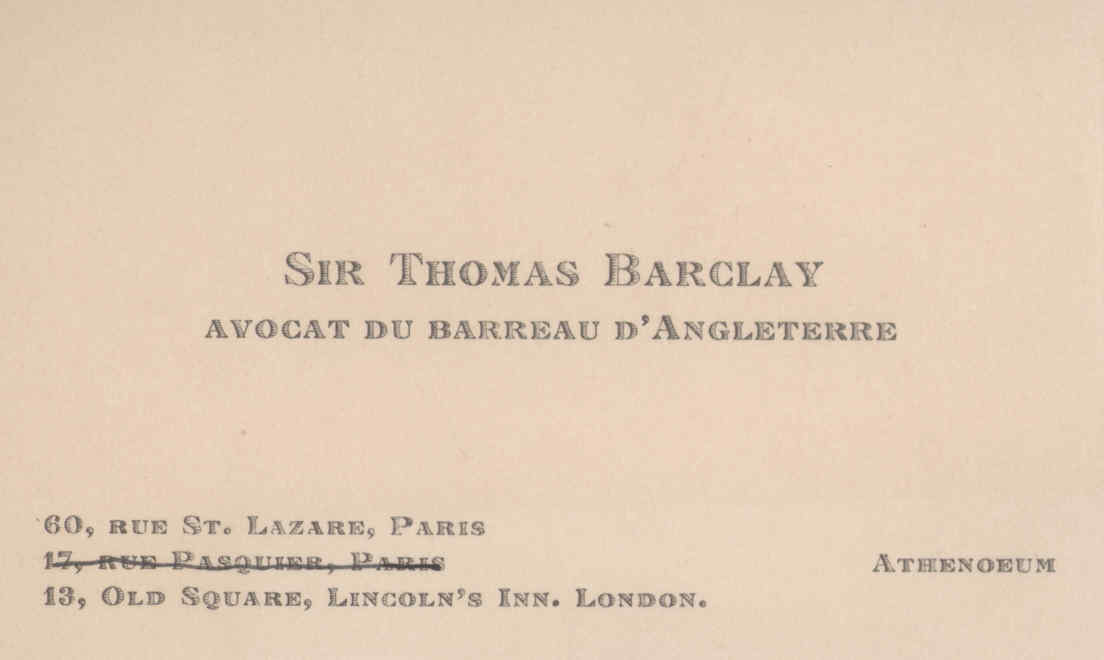 Sir Thomas Barclay
avocat du barreau d'Angleterre
60, rue St. Lazare, Paris
17, rue Pasquier, Paris
Athenoeum
13, Old Square, Lincoln's Inn. London.